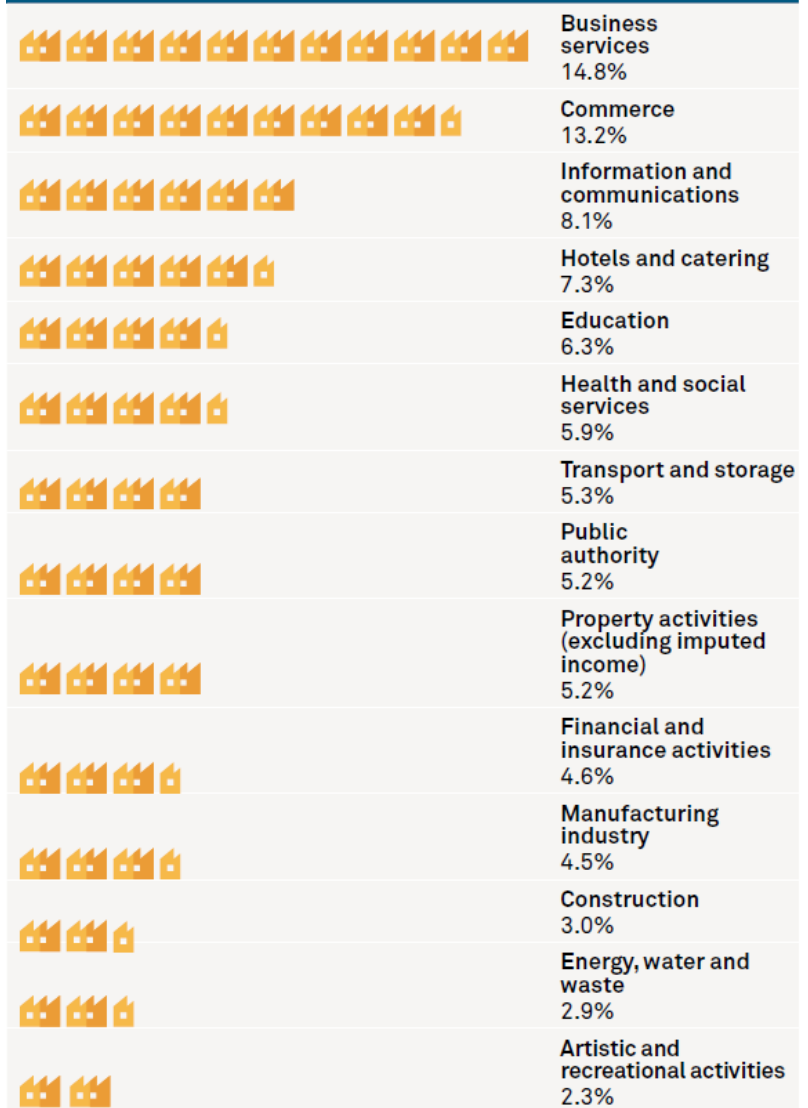 Business
services
14.8%
Commerce
13.2%
Information and
communications
8.1%
Hotels and catering
7.3%
Education
6.3%
Health and social
services
5.9%
Transport and storage
5.3%
Public
authority
5.2%
Property activities
(excluding imputed
income)
5.2%
Financial and
insurance activities
4.6%
Manufacturing
industry
4.5%
Construction
3.0%
Energy, water and
waste
2.9%
Artistic and
recreational activities
2.3%